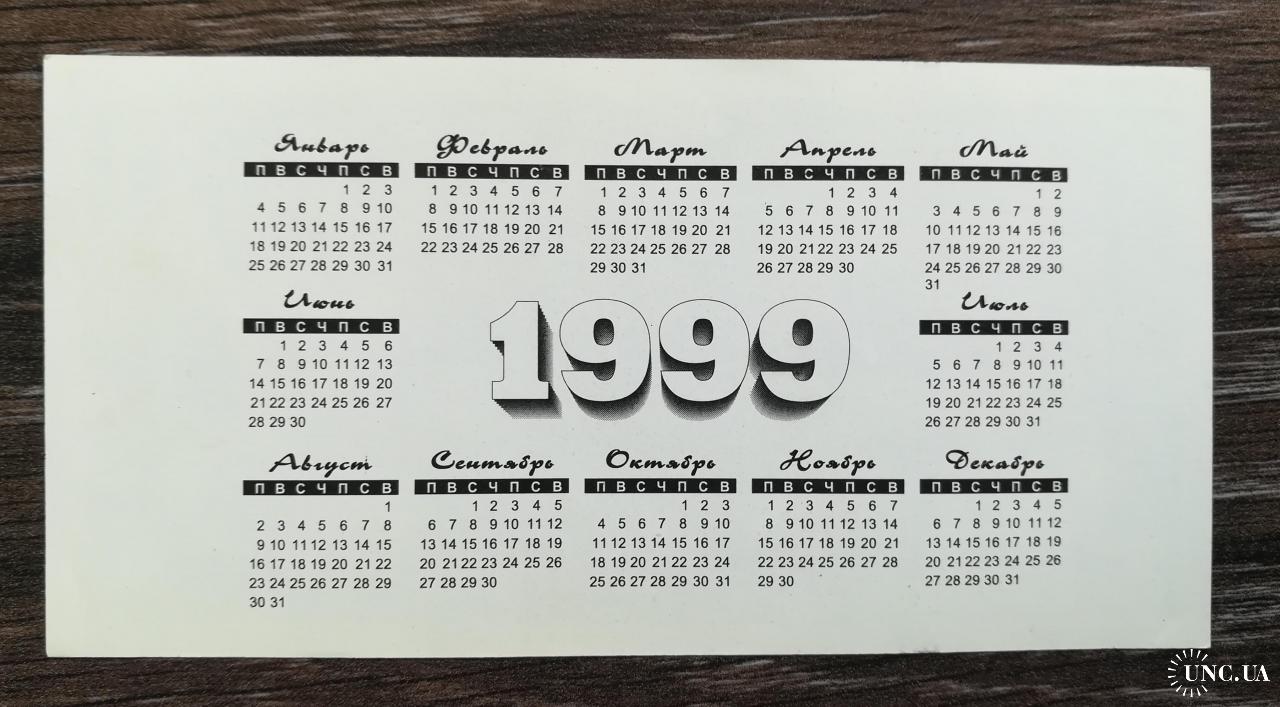 Январь
П В С Ч П С В
1 2 3
4 5 6 7 8 9 10
11 12 13 14 15 16 17
18 19 20 21 22 23 24
25 26 27 28 29 30 31
Февраль
П В С Ч П С В
1 2 3 4 5 6 7
8 9 10 11 12 13 14
15 16 17 18 19 20 21
22 23 24 25 26 27 28
Март
П В С Ч П С В
1 2 3 4 5 6 7
8 9 10 11 12 13 14
15 16 17 18 19 20 21
22 23 24 25 26 27 28
29 30 31
Апрель
П В С Ч П С В
1 2 3 4
5 6 7 8 9 10 11
12 13 14 15 16 17 18
19 20 21 22 23 24 25
26 27 28 29 30
Май
П В С Ч П С В
1 2
3 4 5 6 7 8 9
10 11 12 13 14 15 16
17 18 19 20 21 22 23
24 25 26 27 28 29 30
31
Июнь
П В С Ч П С В
1 2 3 4 5 6
7 8 9 10 11 12 13
14 15 16 17 18 19 20
21 22 23 24 25 26 27
28 29 30
1999
Июль
П В С Ч П С В
1 2 3 4
5 6 7 8 9 10 11
12 13 14 15 16 17 18
19 20 21 22 23 24 25
26 27 28 29 30 31
Август
П В С Ч П С В
1
2 3 4 5 6 7 8
9 10 11 12 13 14 15
16 17 18 19 20 21 22
23 24 25 26 27 28 29
30 31
Сентябрь
П В С Ч П С В
1 2 3 4 5
6 7 8 9 10 11 12
13 14 15 16 17 18 19
20 21 22 23 24 25 26
27 28 29 30
Октябрь
П В С Ч П С В
1 2 3
4 5 6 7 8 9 10
11 12 13 14 15 16 17
18 19 20 21 22 23 24
25 26 27 28 29 30 31
Ноябрь
П В С Ч П С В
1 2 3 4 5 6 7
8 9 10 11 12 13 14
15 16 17 18 19 20 21
22 23 24 25 26 27 28
29 30
Декабрь
П В С Ч П С В
1 2 3 4 5
6 7 8 9 10 11 12
13 14 15 16 17 18 19
20 21 22 23 24 25 26
27 28 29 30 31
UNC.UA